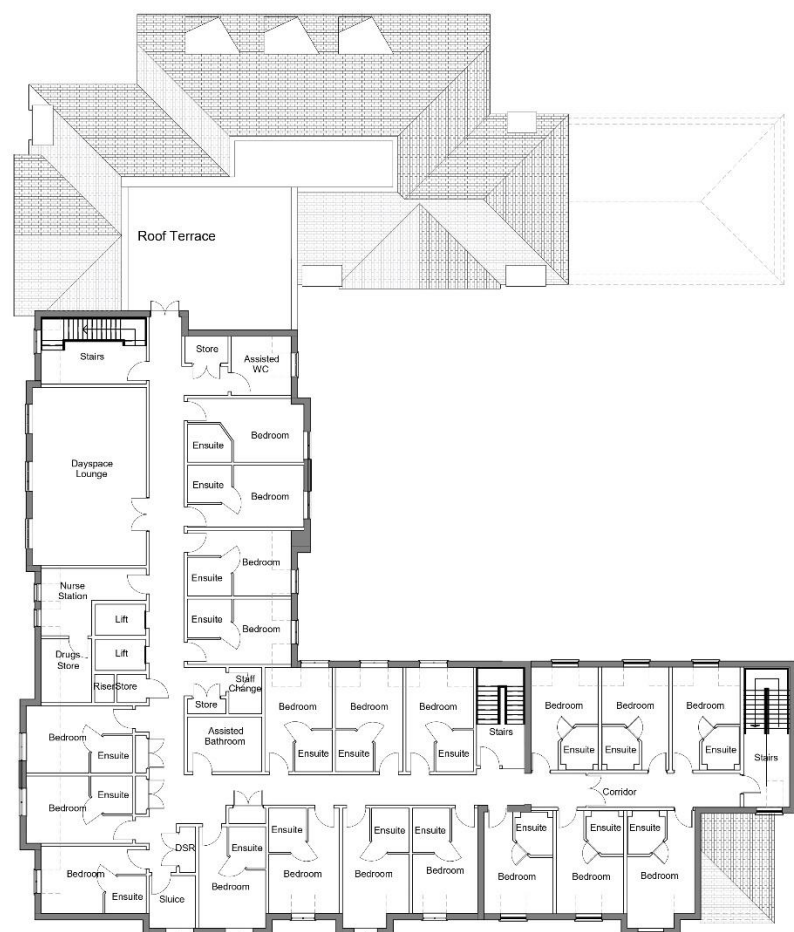 Roof Terrace
Stairs
Store
Assisted
WC
Ensuite
Bedroom
Dayspace
Lounge
Ensuite
Bedroom
Ensuite
Bedroom
Nurse
Station
Ensuite
Bedroom
Lift
Lift
Drugs
Store
Riser
Store
Staff
Change
Store
Bedroom
Bedroom
Bedroom
Stairs
Bedroom
Bedroom
Bedroom
Assisted
Bathroom
Bedroom
Ensuite
Ensuite
Ensuite
Ensuite
Ensuite
Ensuite
Ensuite
Stairs
Ensuite
Bedroom
Corridor
Ensuite
Ensuite
Ensuite
Ensuite
Ensuite
Ensuite
DSR
Ensuite
Bedroom
Bedroom
Bedroom
Bedroom
Bedroom
Bedroom
Bedroom
Bedroom
Ensuite
Sluice